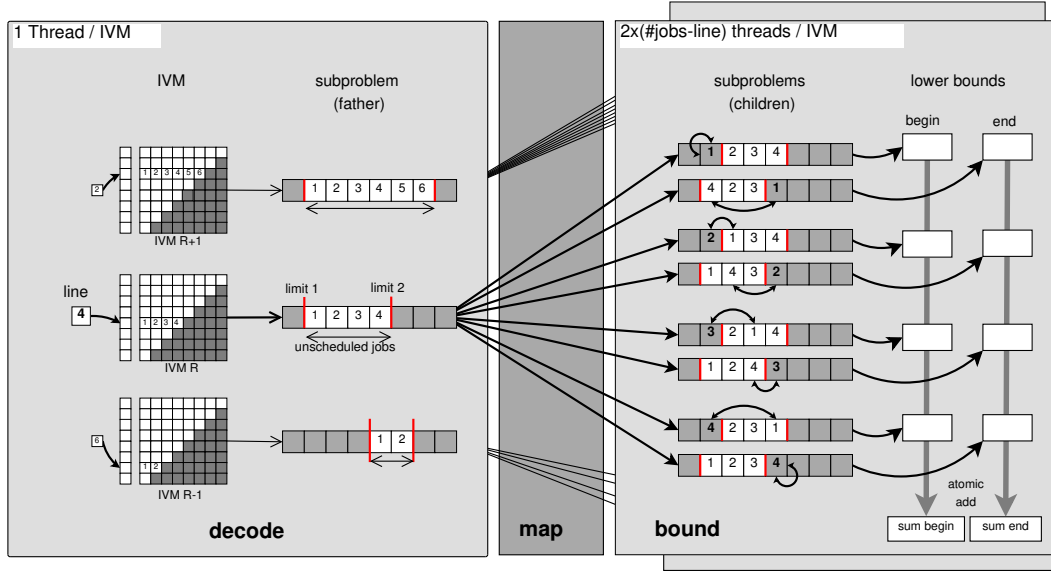 1 Thread / IVM
2x(#jobs-line) threads / IVM
IVM
subproblem
(father)
subproblems
(children)
lower bounds
begin
end
2
1 2 3 4 5 6
IVM R+1
1 2 3 4 5 6
line
4
1 2 3 4
IVM R
limit 1
limit 2
1 2 3 4
unscheduled jobs
6
1 2
IVM R-1
1 2
1 2 3 4
4 2 3 1
2 1 3 4
1 4 3 2
3 2 1 4
1 2 4 3
4 2 3 1
1 2 3 4
atomic
add
sum begin
sum end
decode
map
bound